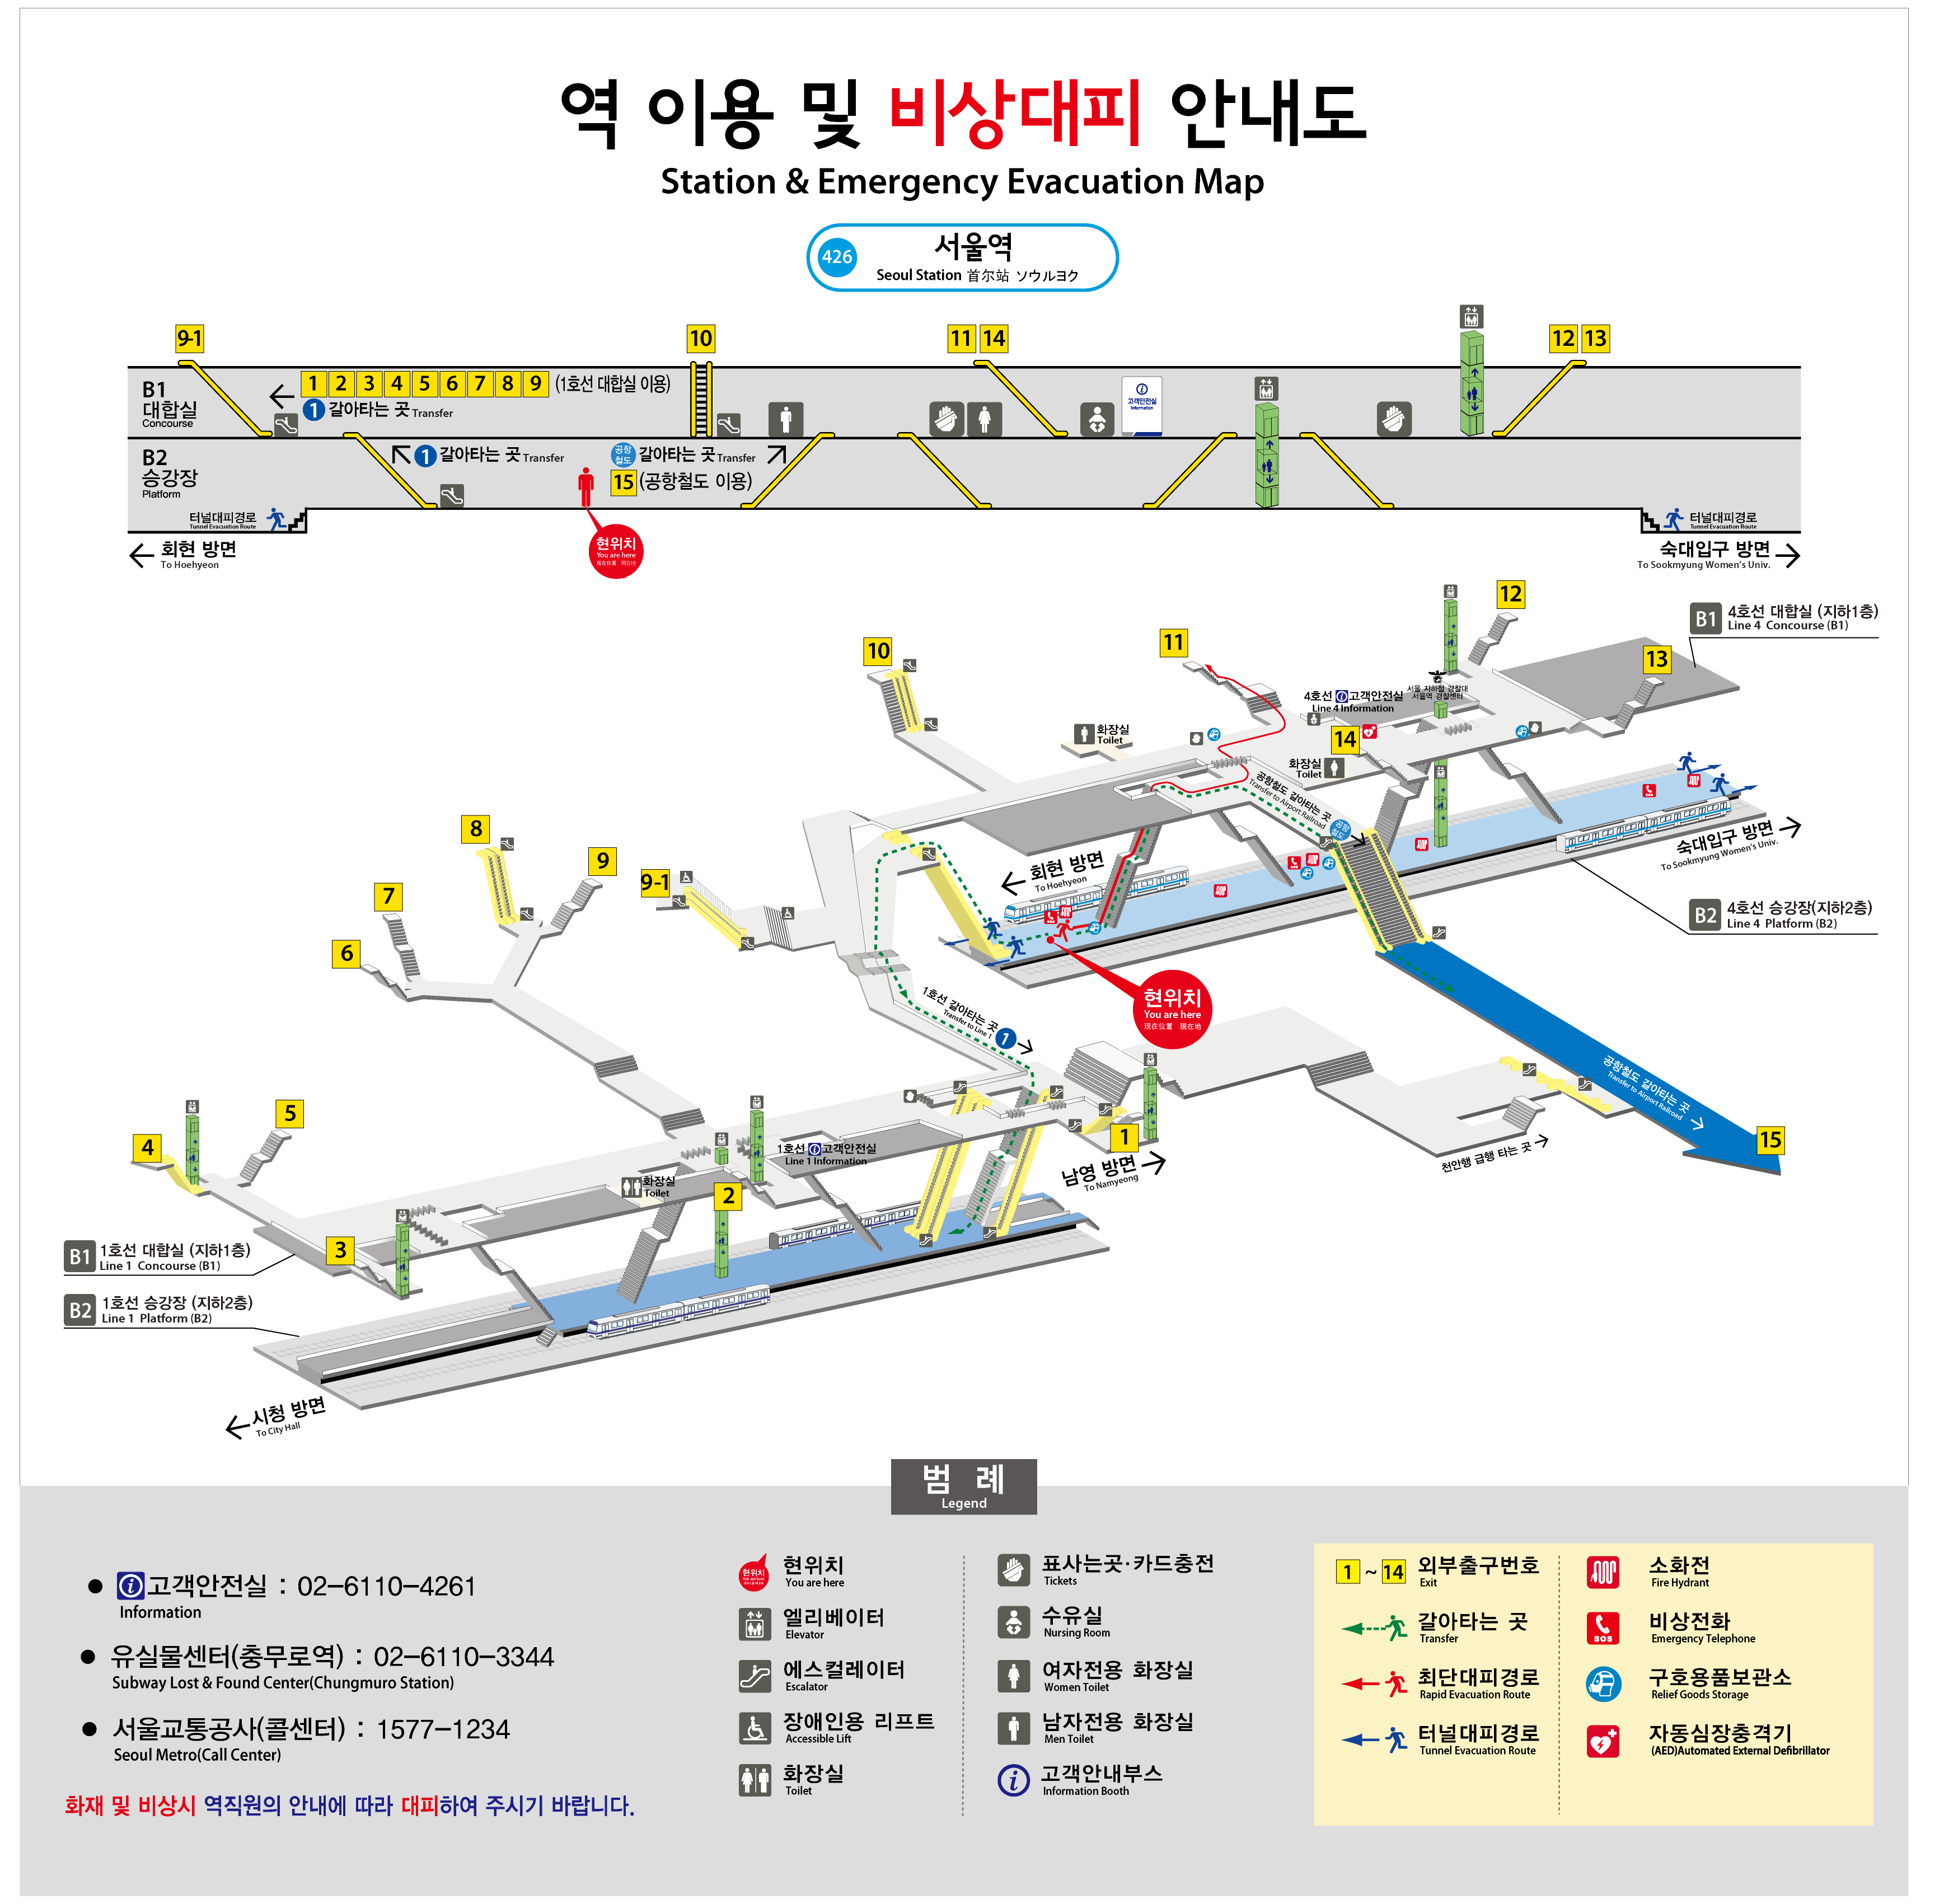 역 이용 및 비상대피 안내도
Station & Emergency Evacuation Map
426
서울역
Seoul Station 首尔站 ソウルヨク
9-1
10
11 14
12 13
B1
대합실
Concourse
1 2 3 4 5 6 7 8 9 (1호선 대합실 이용)
1 갈아타는 곳 Transfer
고객안전실
Information
B2
승강장
Platform
1 갈아타는 곳 Transfer
공항철도 갈아타는 곳 Transfer
15 (공항철도 이용)
터널대피경로
Tunnel Evacuation Route
터널대피경로
Tunnel Evacuation Route
회현 방면
To Hoehyeon
현위치
You are here
現在位置 現在地
숙대입구 방면
To Sookmyung Women's Univ.
12
B1 4호선 대합실 (지하1층)
Line 4 Concourse (B1)
10
11
13
4호선 고객안전실
Line 4 Information
서울 지하철 경찰대
서울역 경찰센터
화장실
Toilet
14
화장실
Toilet
공항철도 갈아타는 곳
Transfer to Airport Railroad
공항철도
8
9
9-1
7
6
회현 방면
To Hoehyeon
숙대입구 방면
To Sookmyung Women's Univ.
B2 4호선 승강장(지하2층)
Line 4 Platform (B2)
현위치
You are here
現在位置 現在地
1호선 갈아타는 곳
Transfer to Line 1
1
공항철도 갈아타는 곳
Transfer to Airport Railroad
15
5
4
1
1호선 고객안전실
Line 1 Information
남영 방면
To Namyeong
천안행 급행 타는 곳
화장실
Toilet
2
3
B1 1호선 대합실 (지하1층)
Line 1 Concourse (B1)
B2 1호선 승강장 (지하2층)
Line 1 Platform (B2)
시청 방면
To City Hall
범 례
Legend
고객안전실 : 02-6110-4261
Information
유실물센터(충무로역) : 02-6110-3344
Subway Lost & Found Center(Chungmuro Station)
서울교통공사(콜센터) : 1577-1234
Seoul Metro(Call Center)
화재 및 비상시 역직원의 안내에 따라 대피하여 주시기 바랍니다.
현위치
You are here
엘리베이터
Elevator
에스컬레이터
Escalator
장애인용 리프트
Accessible Lift
화장실
Toilet
표사는곳·카드충전
Tickets
수유실
Nursing Room
여자전용 화장실
Women Toilet
남자전용 화장실
Men Toilet
고객안내부스
Information Booth
1 ~ 14 외부출구번호
Exit
갈아타는 곳
Transfer
최단대피경로
Rapid Evacuation Route
터널대피경로
Tunnel Evacuation Route
소화전
Fire Hydrant
SOS
비상전화
Emergency Telephone
구호용품보관소
Relief Goods Storage
자동심장충격기
(AED)Automated External Defibrillator